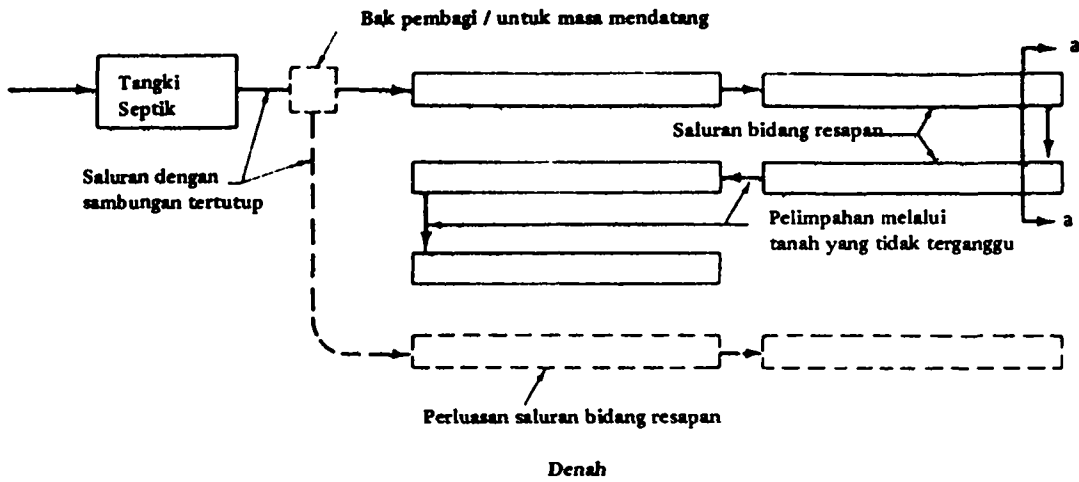 Bak pembagi / untuk masa mendatang
a
Tangki
Septik
Saluran bidang resapan
Saluran dengan
sambungan tertutup
Pelimpahan melalui
tanah yang tidak terganggu
a
Perluasan saluran bidang resapan
Denah